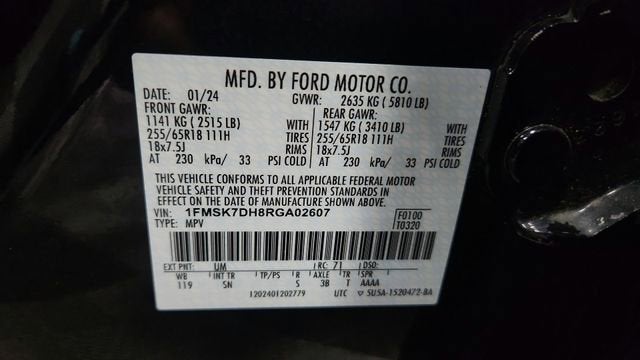 MFD. BY FORD MOTOR CO.
DATE: 01/24 GVWR: 2635 KG (5810 LB)
FRONT GAWR: REAR GAWR:
1141 KG (2515 LB) WITH 1547 KG (3410 LB) WITH
255/65R18 111H TIRES 255/65R18 111H TIRES
18x7.5J RIMS 18x7.5J RIMS
AT 230 kPa/ 33 PSI COLD AT 230 kPa/ 33 PSI COLD
THIS VEHICLE CONFORMS TO ALL APPLICABLE FEDERAL MOTOR
VEHICLE SAFETY AND THEFT PREVENTION STANDARDS IN
EFFECT ON THE DATE OF MANUFACTURE SHOWN ABOVE.
VIN: 1FMSK7DH8RGA02607 F0100
TYPE: MPV T0320
EXT PNT: UM RC: 71 DSO:
WB INT TR TP/PS R AXLE TR SPR
119 SN S 3B T AAAA
1202401202779 UTC 5USA-1520472-BA